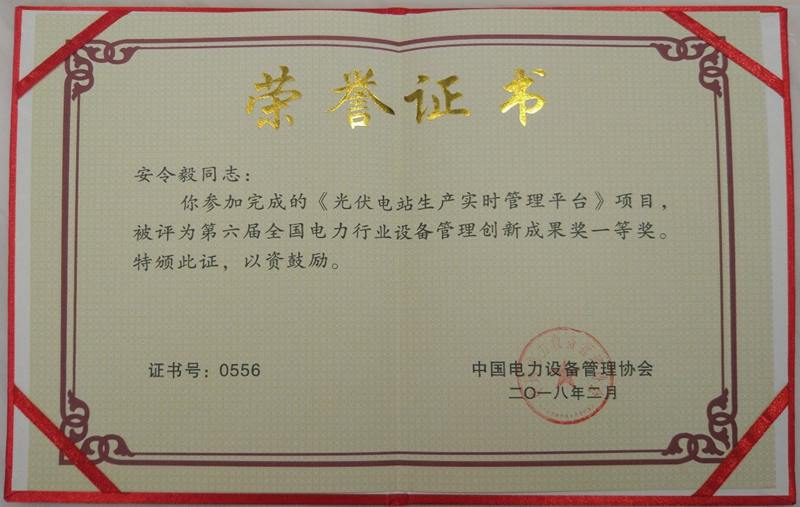 荣誉证书
安令毅同志：
你参加完成的《光伏电站生产实时管理平台》项目，
被评为第六届全国电力行业设备管理创新成果奖一等奖。
特颁此证，以资鼓励。
证书号：0556
中国电力设备管理协会
二〇一八年二月